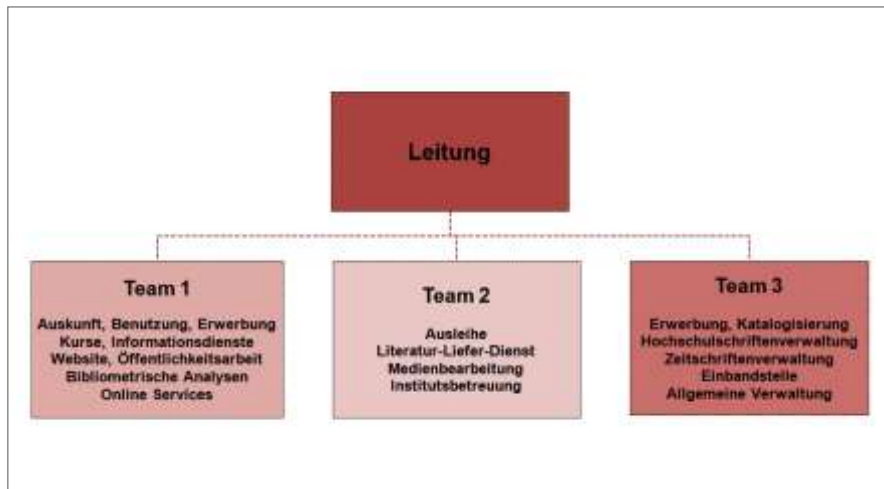 Leitung
Team 1
Auskunft, Benutzung, Erwerbung
Kurse, Informationsdienste
Website, Öffentlichkeitsarbeit
Bibliometrische Analysen
Online Services
Team 2
Ausleihe
Literatur-Liefer-Dienst
Medienbearbeitung
Institutsbetreuung
Team 3
Erwerbung, Katalogisierung
Hochschulschriftenverwaltung
Zeitschriftenverwaltung
Einbandstelle
Allgemeine Verwaltung